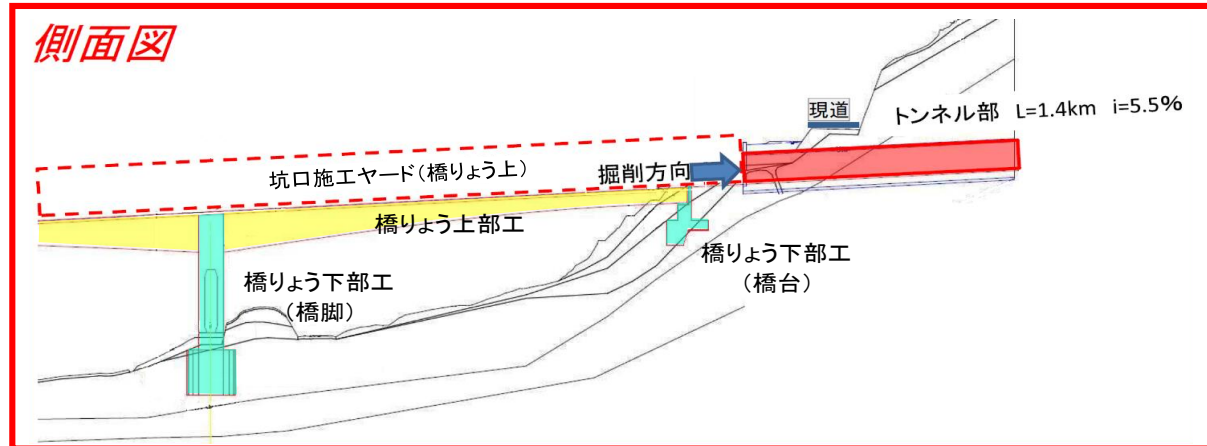 側面図
現道
トンネル部 L=1.4km i=5.5%
坑口施工ヤード(橋りょう上)
掘削方向
橋りょう上部工
橋りょう下部工
(橋脚)
橋りょう下部工
(橋台)